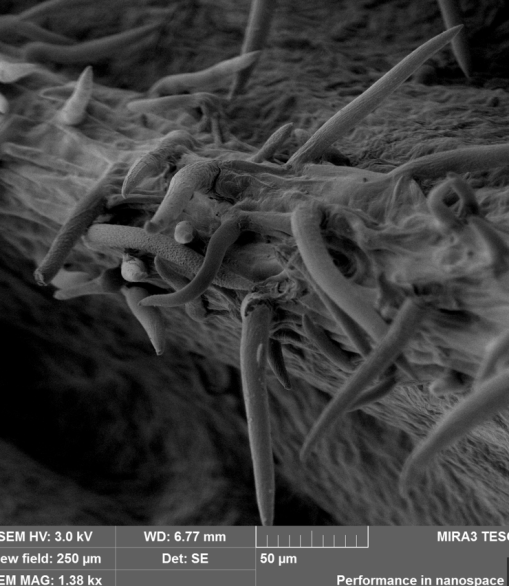 SEM HV: 3.0 kV WD: 6.77 mm MIRA3 TESC
ew field: 250 µm Det: SE 50 µm
EM MAG: 1.38 kx Performance in nanospace